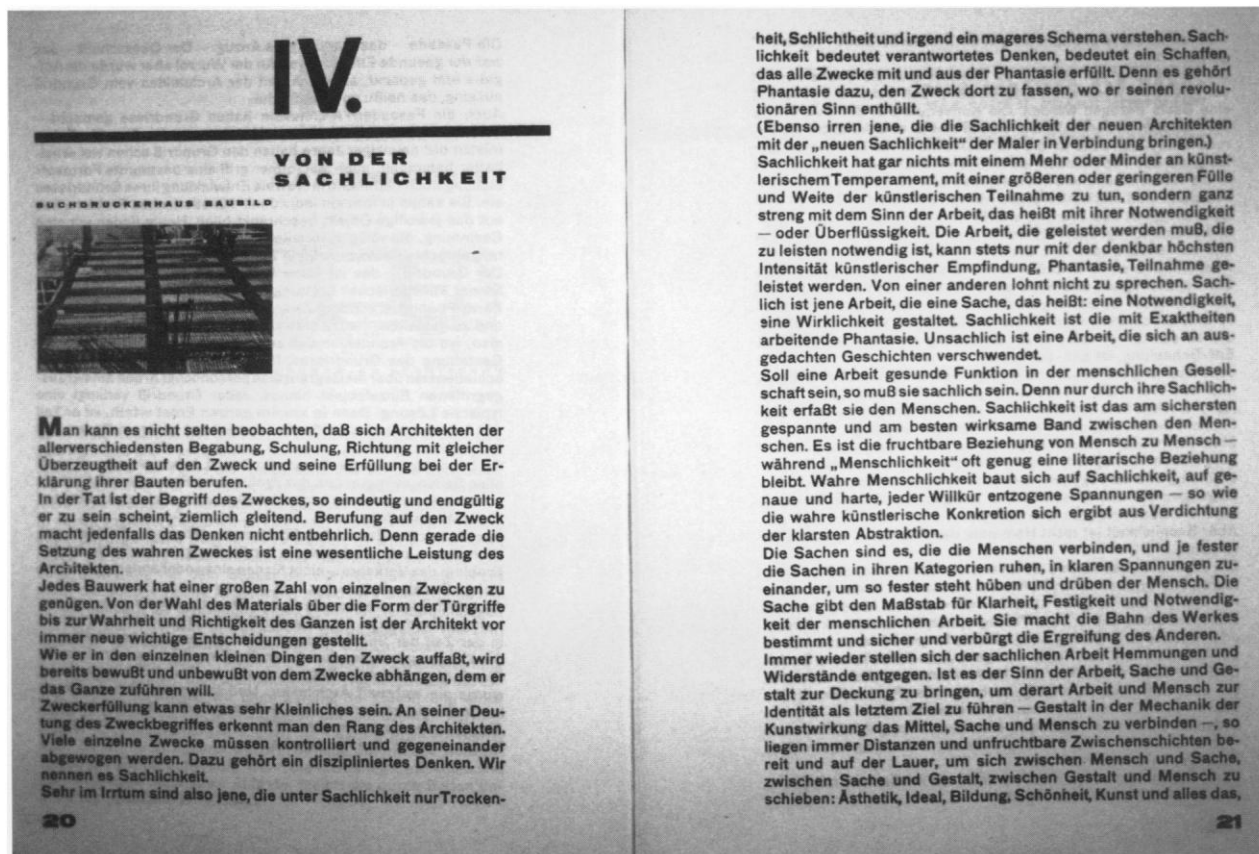 IV.
VON DER
SACHLICHKEIT
BUCHDRUCKERHAUS BAUBILD
Man kann es nicht selten beobachten, daß sich Architekten der
allerverschiedensten Begabung, Schulung, Richtung mit gleicher
Überzeugtheit auf den Zweck und seine Erfüllung bei der Er-
klärung ihrer Bauten berufen.
In der Tat ist der Begriff des Zweckes, so eindeutig und endgültig
er zu sein scheint, ziemlich gleitend. Berufung auf den Zweck
macht jedenfalls das Denken nicht entbehrlich. Denn gerade die
Setzung des wahren Zweckes ist eine wesentliche Leistung des
Architekten.
Jedes Bauwerk hat einer großen Zahl von einzelnen Zwecken zu
genügen. Von der Wahl des Materials über die Form der Türgriffe
bis zur Wahrheit und Richtigkeit des Ganzen ist der Architekt vor
immer neue wichtige Entscheidungen gestellt.
Wie er in den einzelnen kleinen Dingen den Zweck auffaßt, wird
bereits bewußt und unbewußt von dem Zwecke abhängen, dem er
das Ganze zuführen will.
Zweckerfüllung kann etwas sehr Kleinliches sein. An seiner Deu-
tung des Zweckbegriffes erkennt man den Rang des Architekten.
Viele einzelne Zwecke müssen kontrolliert und gegeneinander
abgewogen werden. Dazu gehört ein diszipliniertes Denken. Wir
nennen es Sachlichkeit.
Sehr im Irrtum sind also jene, die unter Sachlichkeit nur Trocken-
20
heit, Schlichtheit und irgend ein mageres Schema verstehen. Sach-
lichkeit bedeutet verantwortetes Denken, bedeutet ein Schaffen,
das alle Zwecke mit und aus der Phantasie erfüllt. Denn es gehört
Phantasie dazu, den Zweck dort zu fassen, wo er seinen revolu-
tionären Sinn enthüllt.
(Ebenso irren jene, die die Sachlichkeit der neuen Architekten
mit der „neuen Sachlichkeit" der Maler in Verbindung bringen.)
Sachlichkeit hat gar nichts mit einem Mehr oder Minder an künst-
lerischem Temperament, mit einer größeren oder geringeren Fülle
und Weite der künstlerischen Teilnahme zu tun, sondern ganz
streng mit dem Sinn der Arbeit, das heißt mit ihrer Notwendigkeit
— oder Überflüssigkeit. Die Arbeit, die geleistet werden muß, die
zu leisten notwendig ist, kann stets nur mit der denkbar höchsten
Intensität künstlerischer Empfindung, Phantasie, Teilnahme ge-
leistet werden. Von einer anderen lohnt nicht zu sprechen. Sach-
lich ist jene Arbeit, die eine Sache, das heißt: eine Notwendigkeit,
eine Wirklichkeit gestaltet. Sachlichkeit ist die mit Exaktheiten
arbeitende Phantasie. Unsachlich ist eine Arbeit, die sich an aus-
gedachten Geschichten verschwendet.
Soll eine Arbeit gesunde Funktion in der menschlichen Gesell-
schaft sein, so muß sie sachlich sein. Denn nur durch ihre Sachlich-
keit erfaßt sie den Menschen. Sachlichkeit ist das am sichersten
gespannte und am besten wirksame Band zwischen den Men-
schen. Es ist die fruchtbare Beziehung von Mensch zu Mensch —
während „Menschlichkeit" oft genug eine literarische Beziehung
bleibt. Wahre Menschlichkeit baut sich auf Sachlichkeit, auf ge-
naue und harte, jeder Willkür entzogene Spannungen — so wie
die wahre künstlerische Konkretion sich ergibt aus Verdichtung
der klarsten Abstraktion.
Die Sachen sind es, die die Menschen verbinden, und je fester
die Sachen in ihren Kategorien ruhen, in klaren Spannungen zu-
einander, um so fester steht hüben und drüben der Mensch. Die
Sache gibt den Maßstab für Klarheit, Festigkeit und Notwendig-
keit der menschlichen Arbeit. Sie macht die Bahn des Werkes
bestimmt und sicher und verbürgt die Ergreifung des Anderen.
Immer wieder stellen sich der sachlichen Arbeit Hemmungen und
Widerstände entgegen. Ist es der Sinn der Arbeit, Sache und Ge-
stalt zur Deckung zu bringen, um derart Arbeit und Mensch zur
Identität als letztem Ziel zu führen — Gestalt in der Mechanik der
Kunstwirkung das Mittel, Sache und Mensch zu verbinden —, so
liegen immer Distanzen und unfruchtbare Zwischenschichten be-
reit und auf der Lauer, um sich zwischen Mensch und Sache,
zwischen Sache und Gestalt, zwischen Gestalt und Mensch zu
schieben: Ästhetik, Ideal, Bildung, Schönheit, Kunst und alles das,
21